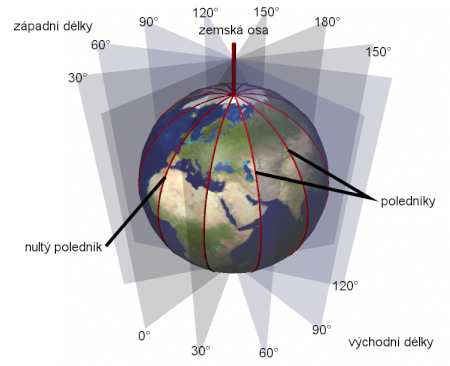 120° 150°
90° 180°
západní délky zemská osa
60° 150°
30°
poledníky
nultý poledník
120°
0° 90°
východní délky
30° 60°